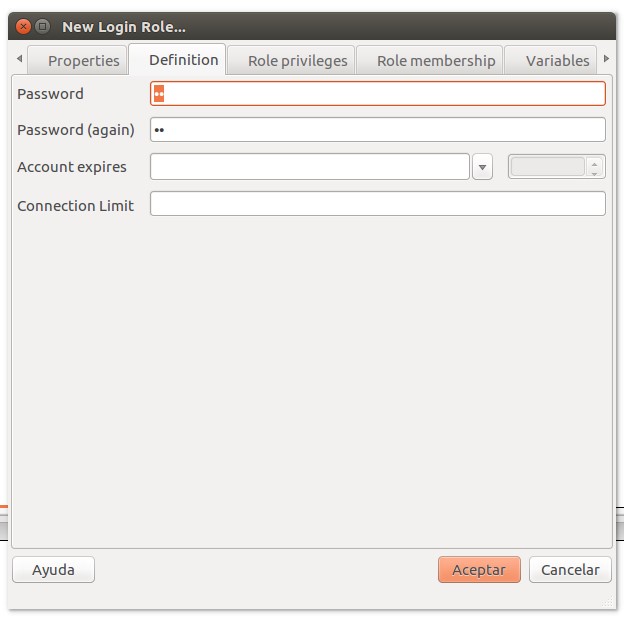 New Login Role...
Properties Definition Role privileges Role membership Variables
Password ••
Password (again) ••
Account expires
Connection Limit
Ayuda Aceptar Cancelar